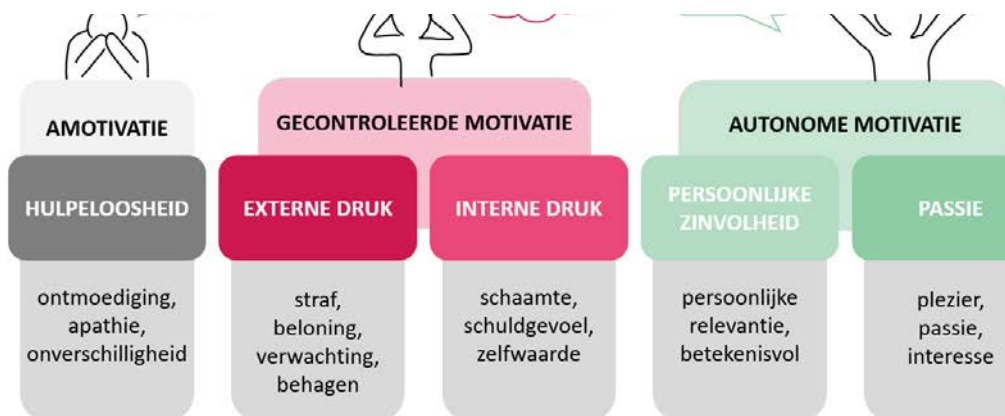 AMOTIVATIE
GECONTROLEERDE MOTIVATIE
AUTONOME MOTIVATIE
HULPELOOSHEID
EXTERNE DRUK
INTERNE DRUK
PERSOONLIJKE
ZINVOLHEID
PASSIE
ontmoediging,
apathie,
onverschilligheid
straf,
beloning,
verwachting,
behagen
schaamte,
schuldgevoel,
zelfwaarde
persoonlijke
relevantie,
betekenisvol
plezier,
passie,
interesse